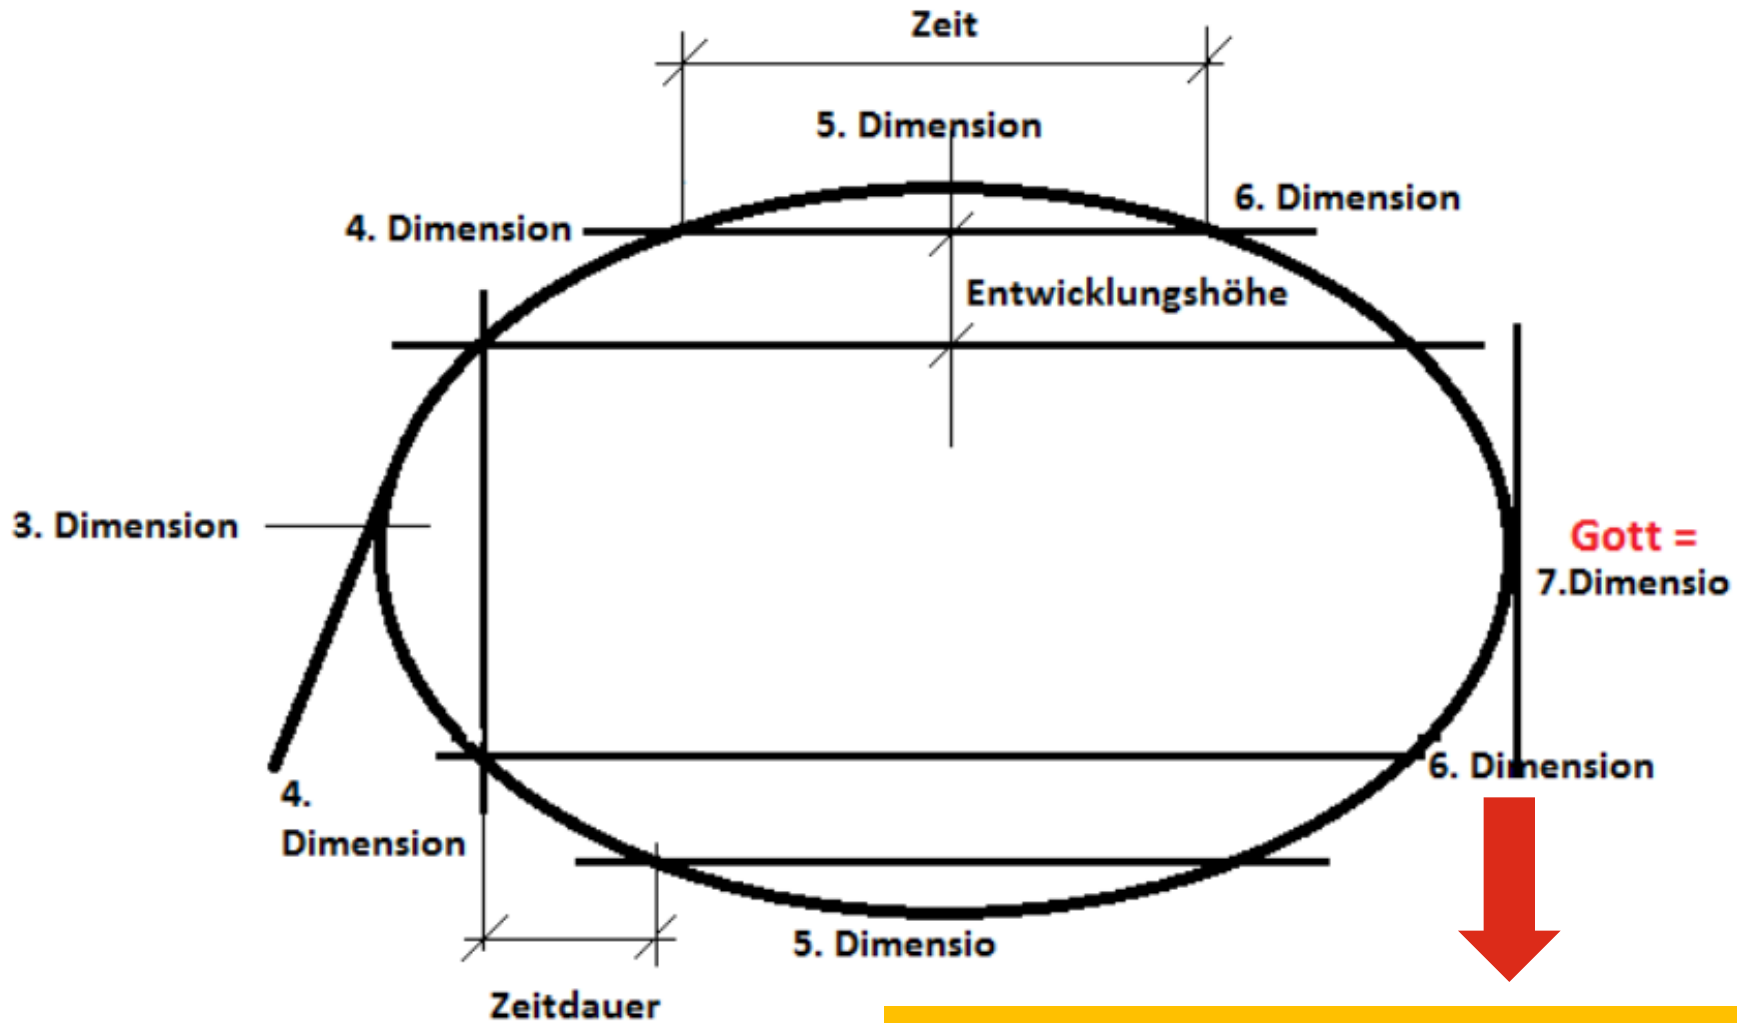 Zeit
5. Dimension
6. Dimension
4. Dimension
Entwicklungshöhe
3. Dimension
Gott =
7.Dimensio
6. Dimension
4.
Dimension
5. Dimensio
Zeitdauer